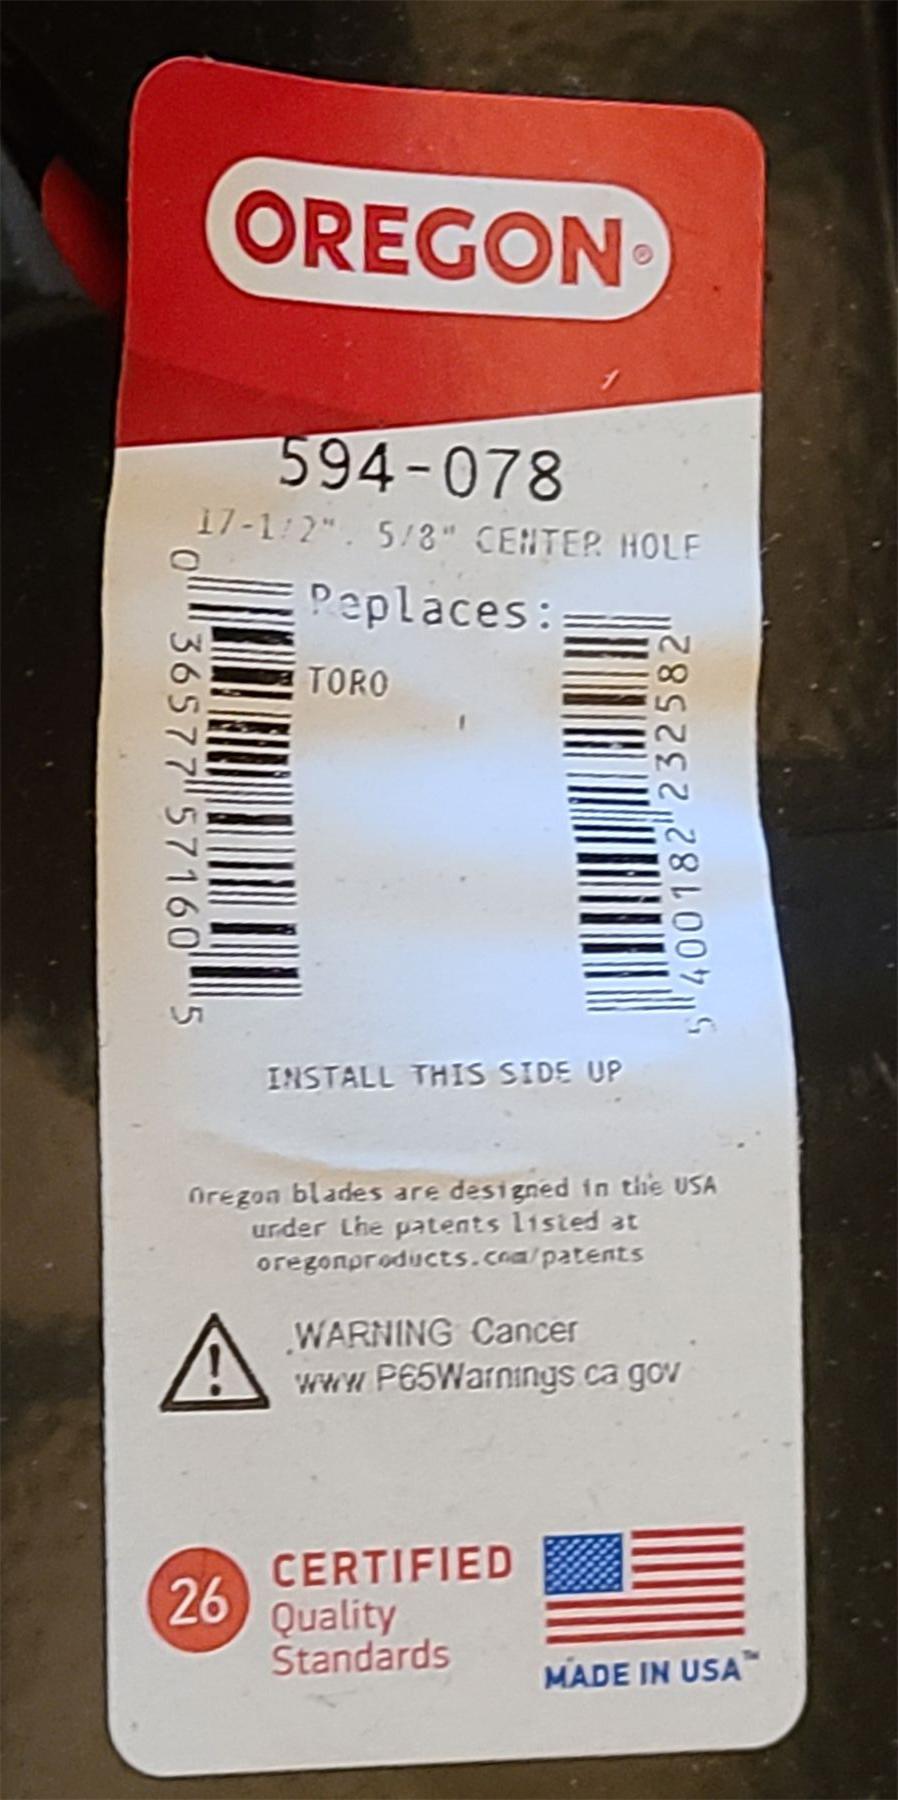 OREGON®
594-078
17-1/2", 5/8" CENTER HOLE
Replaces:
TORO
0 36577 57160 5
5 400182 232582
INSTALL THIS SIDE UP
Oregon blades are designed in the USA
under the patents listed at
oregonproducts.com/patents
WARNING Cancer
www.P65Warnings.ca.gov
26
CERTIFIED
Quality
Standards
MADE IN USA™